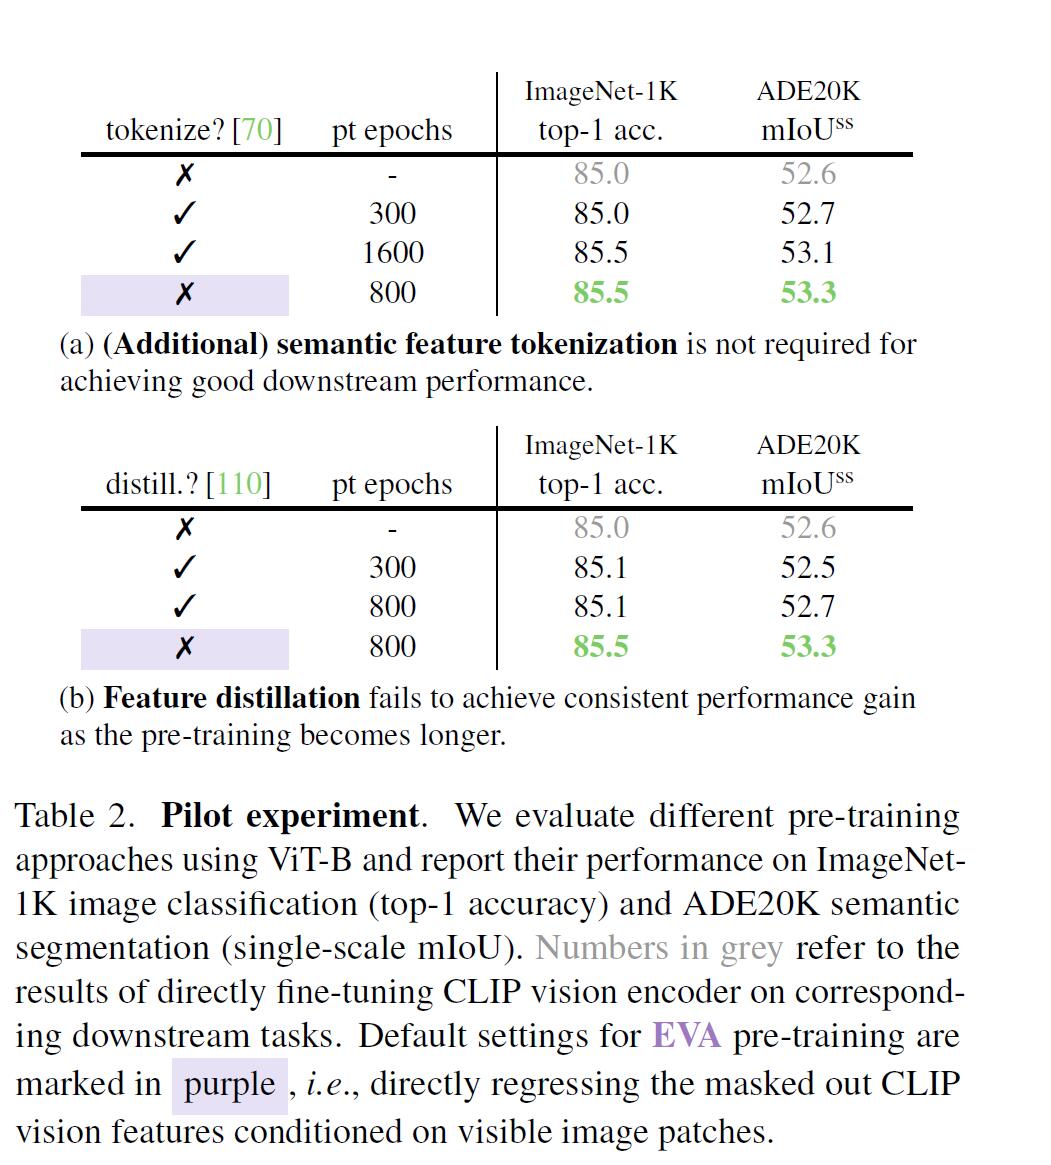 ImageNet-1K ADE20K
tokenize? [70] pt epochs top-1 acc. mIoUˢˢ
✗ - 85.0 52.6
✓ 300 85.0 52.7
✓ 1600 85.5 53.1
✗ 800 85.5 53.3
(a) (Additional) semantic feature tokenization is not required for
achieving good downstream performance.
ImageNet-1K ADE20K
distill.? [110] pt epochs top-1 acc. mIoUˢˢ
✗ - 85.0 52.6
✓ 300 85.1 52.5
✓ 800 85.1 52.7
✗ 800 85.5 53.3
(b) Feature distillation fails to achieve consistent performance gain
as the pre-training becomes longer.
Table 2. Pilot experiment. We evaluate different pre-training
approaches using ViT-B and report their performance on ImageNet-
1K image classification (top-1 accuracy) and ADE20K semantic
segmentation (single-scale mIoU). Numbers in grey refer to the
results of directly fine-tuning CLIP vision encoder on correspond-
ing downstream tasks. Default settings for EVA pre-training are
marked in purple , i.e., directly regressing the masked out CLIP
vision features conditioned on visible image patches.